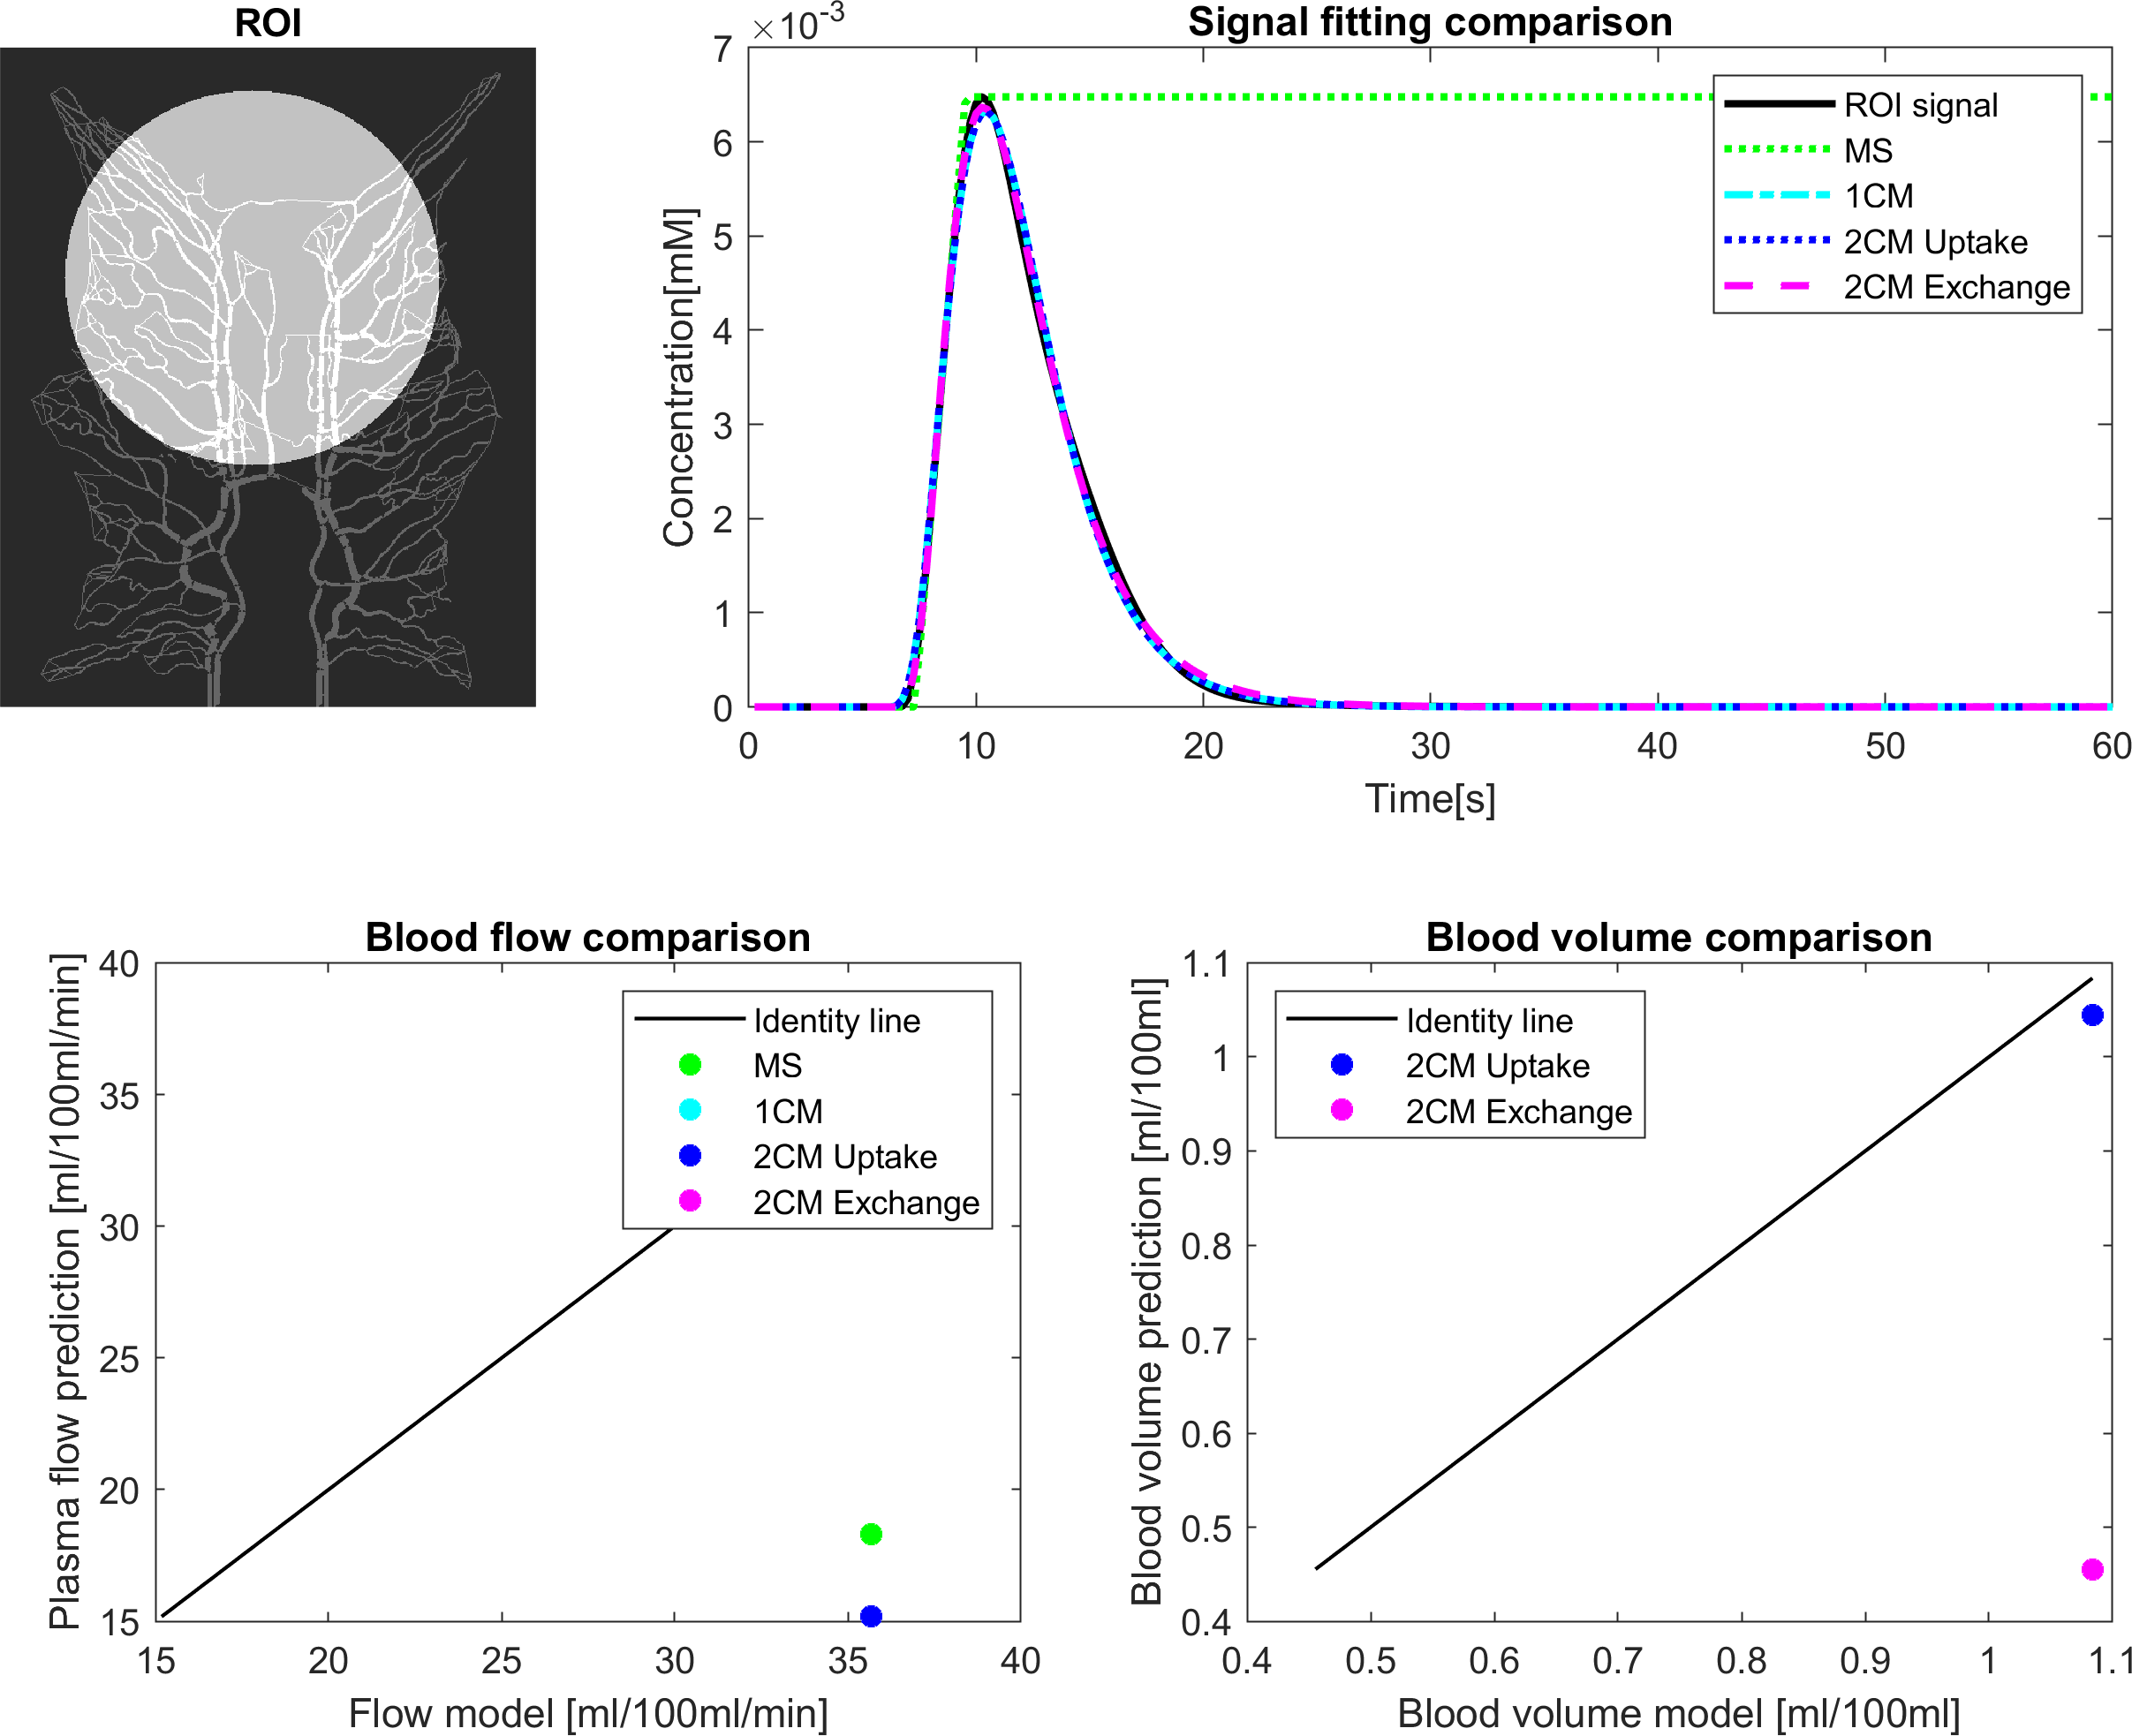 ROI
Signal fitting comparison
×10-3
7
6
5
4
3
2
1
0
Concentration[mM]
0 10 20 30 40 50 60
Time[s]
ROI signal
MS
1CM
2CM Uptake
2CM Exchange
Blood flow comparison
40
35
30
25
20
15
Plasma flow prediction [ml/100ml/min]
15 20 25 30 35 40
Flow model [ml/100ml/min]
Identity line
MS
1CM
2CM Uptake
2CM Exchange
Blood volume comparison
1.1
1
0.9
0.8
0.7
0.6
0.5
0.4
Blood volume prediction [ml/100ml]
0.4 0.5 0.6 0.7 0.8 0.9 1 1.1
Blood volume model [ml/100ml]
Identity line
2CM Uptake
2CM Exchange